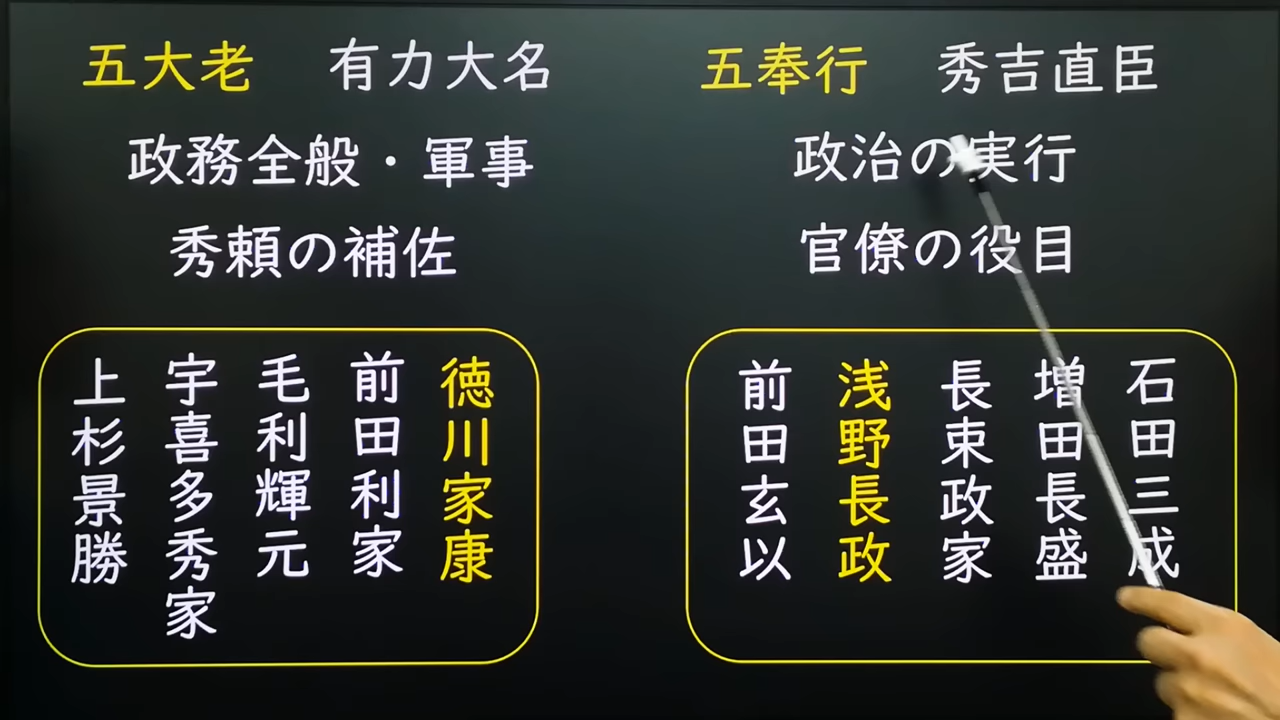 五大老 有力大名
政務全般・軍事
秀頼の補佐
徳川家康
前田利家
毛利輝元
宇喜多秀家
上杉景勝
五奉行 秀吉直臣
政治の実行
官僚の役目
石田三成
増田長盛
長束政家
浅野長政
前田玄以